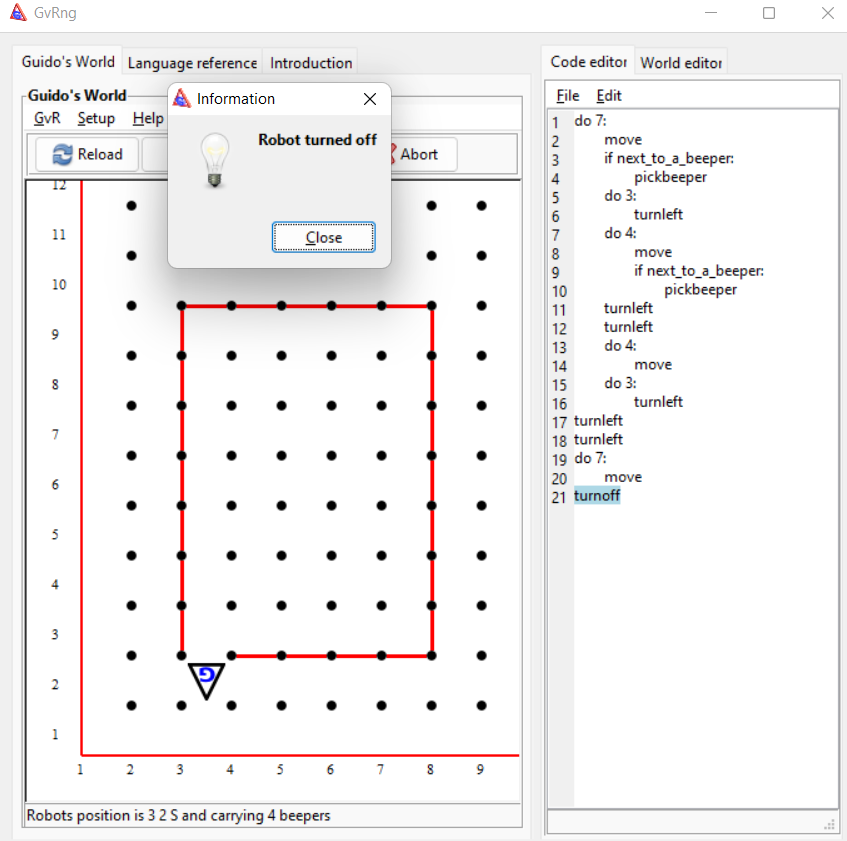 GvRng
Guido's World Language reference Introduction
Guido's World
GvR Setup Help
Reload
Abort
Information
Robot turned off
Close
12
11
10
9
8
7
6
5
4
3
2
1
1 2 3 4 5 6 7 8 9
G
Robots position is 3 2 S and carrying 4 beepers
Code editor World editor
File Edit
1 do 7:
2 move
3 if next_to_a_beeper:
4 pickbeeper
5 do 3:
6 turnleft
7 do 4:
8 move
9 if next_to_a_beeper:
10 pickbeeper
11 turnleft
12 turnleft
13 do 4:
14 move
15 do 3:
16 turnleft
17 turnleft
18 turnleft
19 do 7:
20 move
21 turnoff